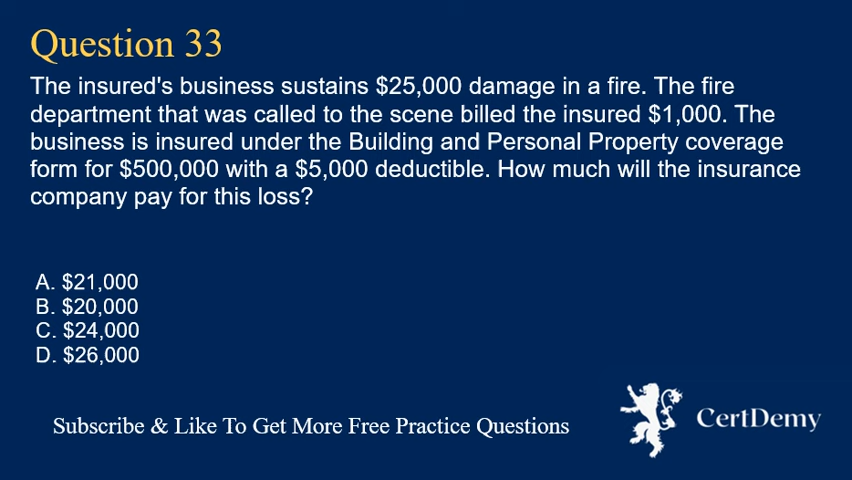 Question 33
The insured's business sustains $25,000 damage in a fire. The fire
department that was called to the scene billed the insured $1,000. The
business is insured under the Building and Personal Property coverage
form for $500,000 with a $5,000 deductible. How much will the insurance
company pay for this loss?
A. $21,000
B. $20,000
C. $24,000
D. $26,000
Subscribe & Like To Get More Free Practice Questions
CertDemy